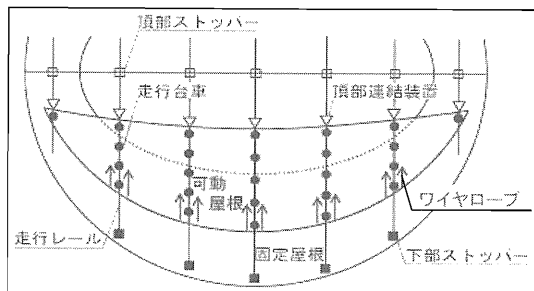 頂部ストッパー
走行台車
頂部連結装置
可動
屋根
ワイヤロープ
走行レール
固定屋根
下部ストッパー